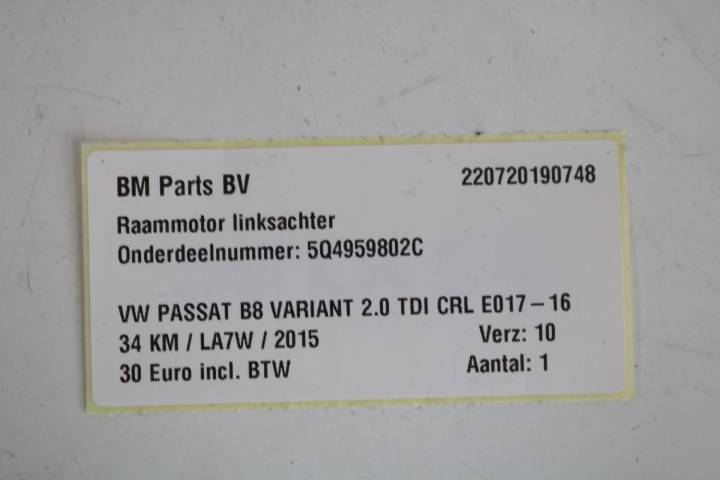 BM Parts BV 220720190748
Raammotor linksachter
Onderdeelnummer: 5Q4959802C
VW PASSAT B8 VARIANT 2.0 TDI CRL E017-16
34 KM / LA7W / 2015 Verz: 10
30 Euro incl. BTW Aantal: 1